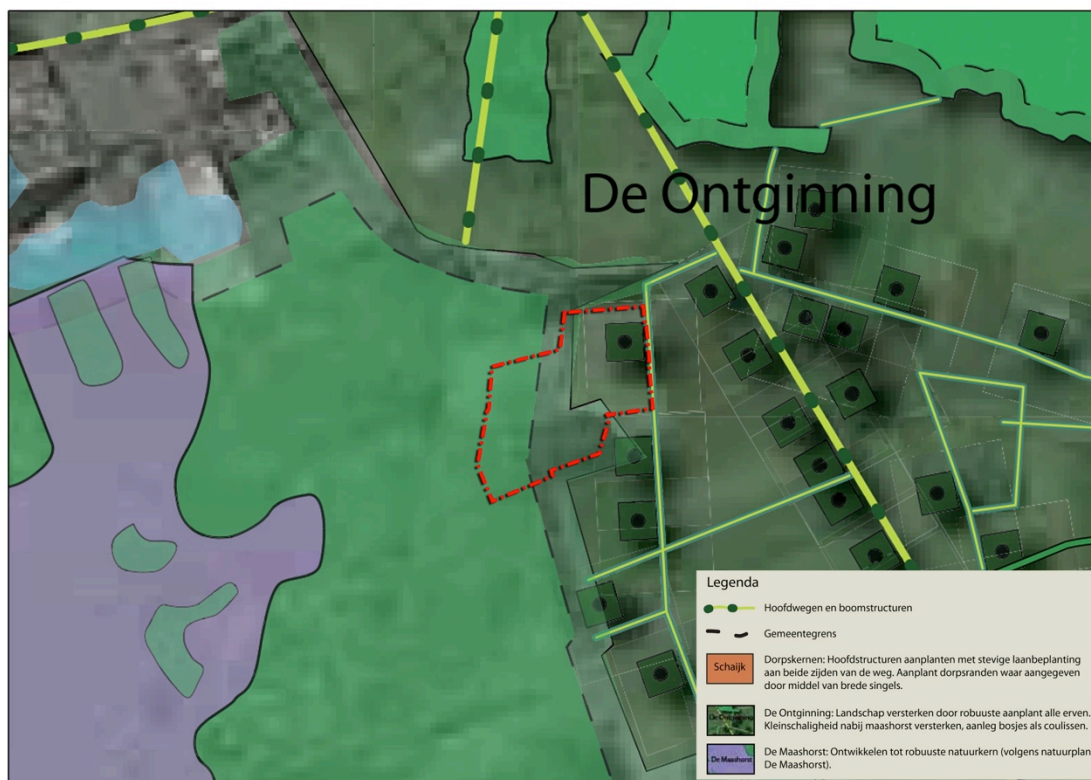 De Ontginning
Legenda
Hoofdwegen en boomstructuren
Gemeentegrens
Schaijk
Dorpskernen: Hoofdstructuren aanplanten met stevige laanbeplanting
aan beide zijden van de weg. Aanplant dorpsranden waar aangegeven
door middel van brede singels.
De Ontginning
De Ontginning: Landschap versterken door robuuste aanplant alle erven.
Kleinschaligheid nabij maashorst versterken, aanleg bosjes als coulissen.
De Maashorst
De Maashorst: Ontwikkelen tot robuuste natuurkern (volgens natuurplan
De Maashorst).